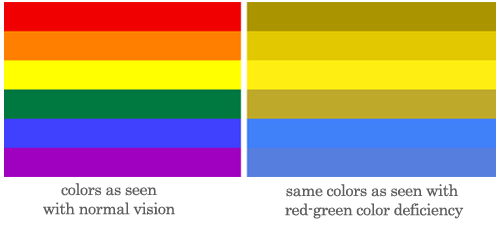 colors as seen
with normal vision
same colors as seen with
red-green color deficiency